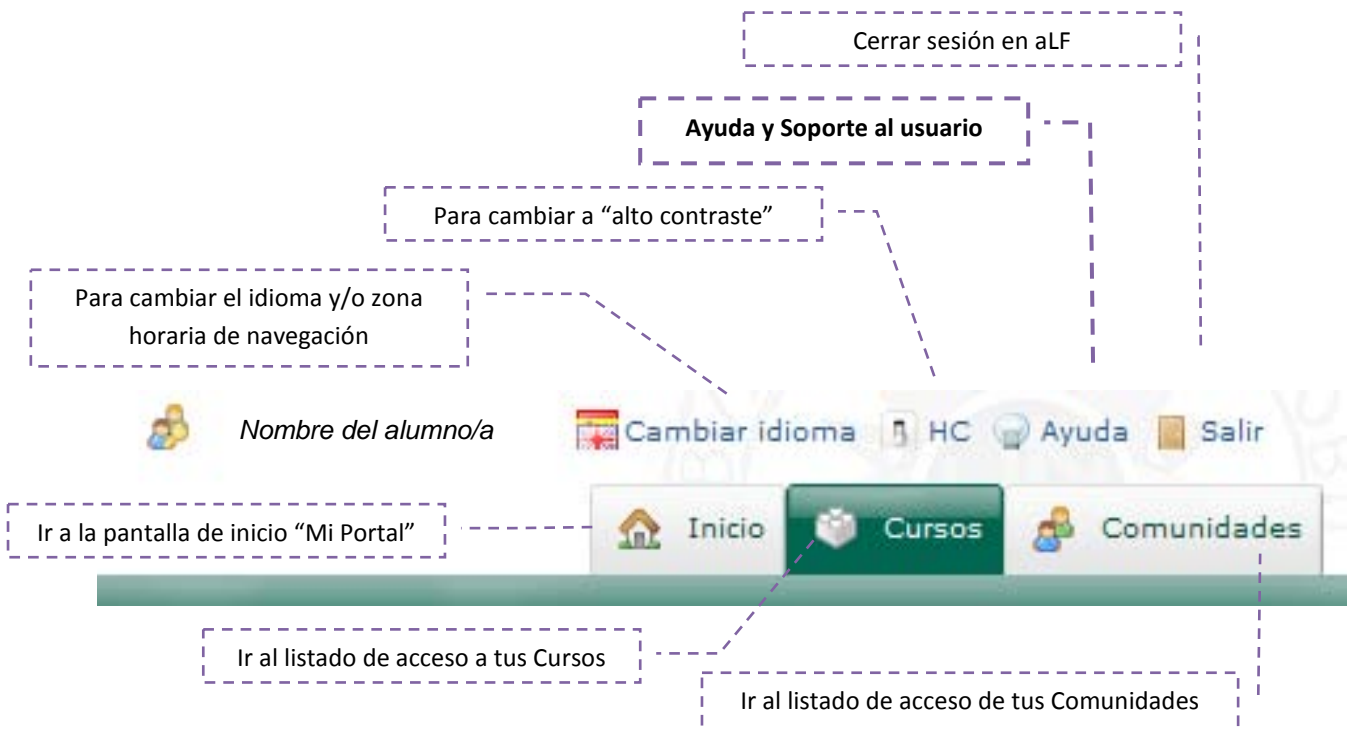 Cerrar sesión en aLF
Ayuda y Soporte al usuario
Para cambiar a “alto contraste”
Para cambiar el idioma y/o zona
horaria de navegación
Nombre del alumno/a
Cambiar idioma HC Ayuda Salir
Ir a la pantalla de inicio “Mi Portal”
Inicio Cursos Comunidades
Ir al listado de acceso a tus Cursos
Ir al listado de acceso de tus Comunidades